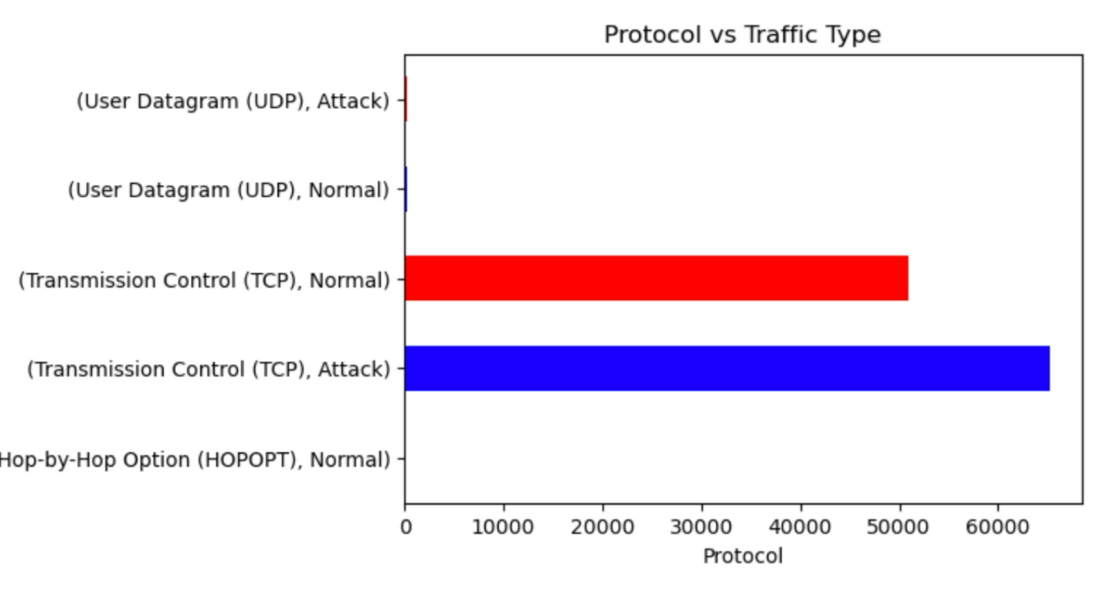 Protocol vs Traffic Type
(User Datagram (UDP), Attack)
(User Datagram (UDP), Normal)
(Transmission Control (TCP), Normal)
(Transmission Control (TCP), Attack)
Hop-by-Hop Option (HOPOPT), Normal)
0 10000 20000 30000 40000 50000 60000
Protocol